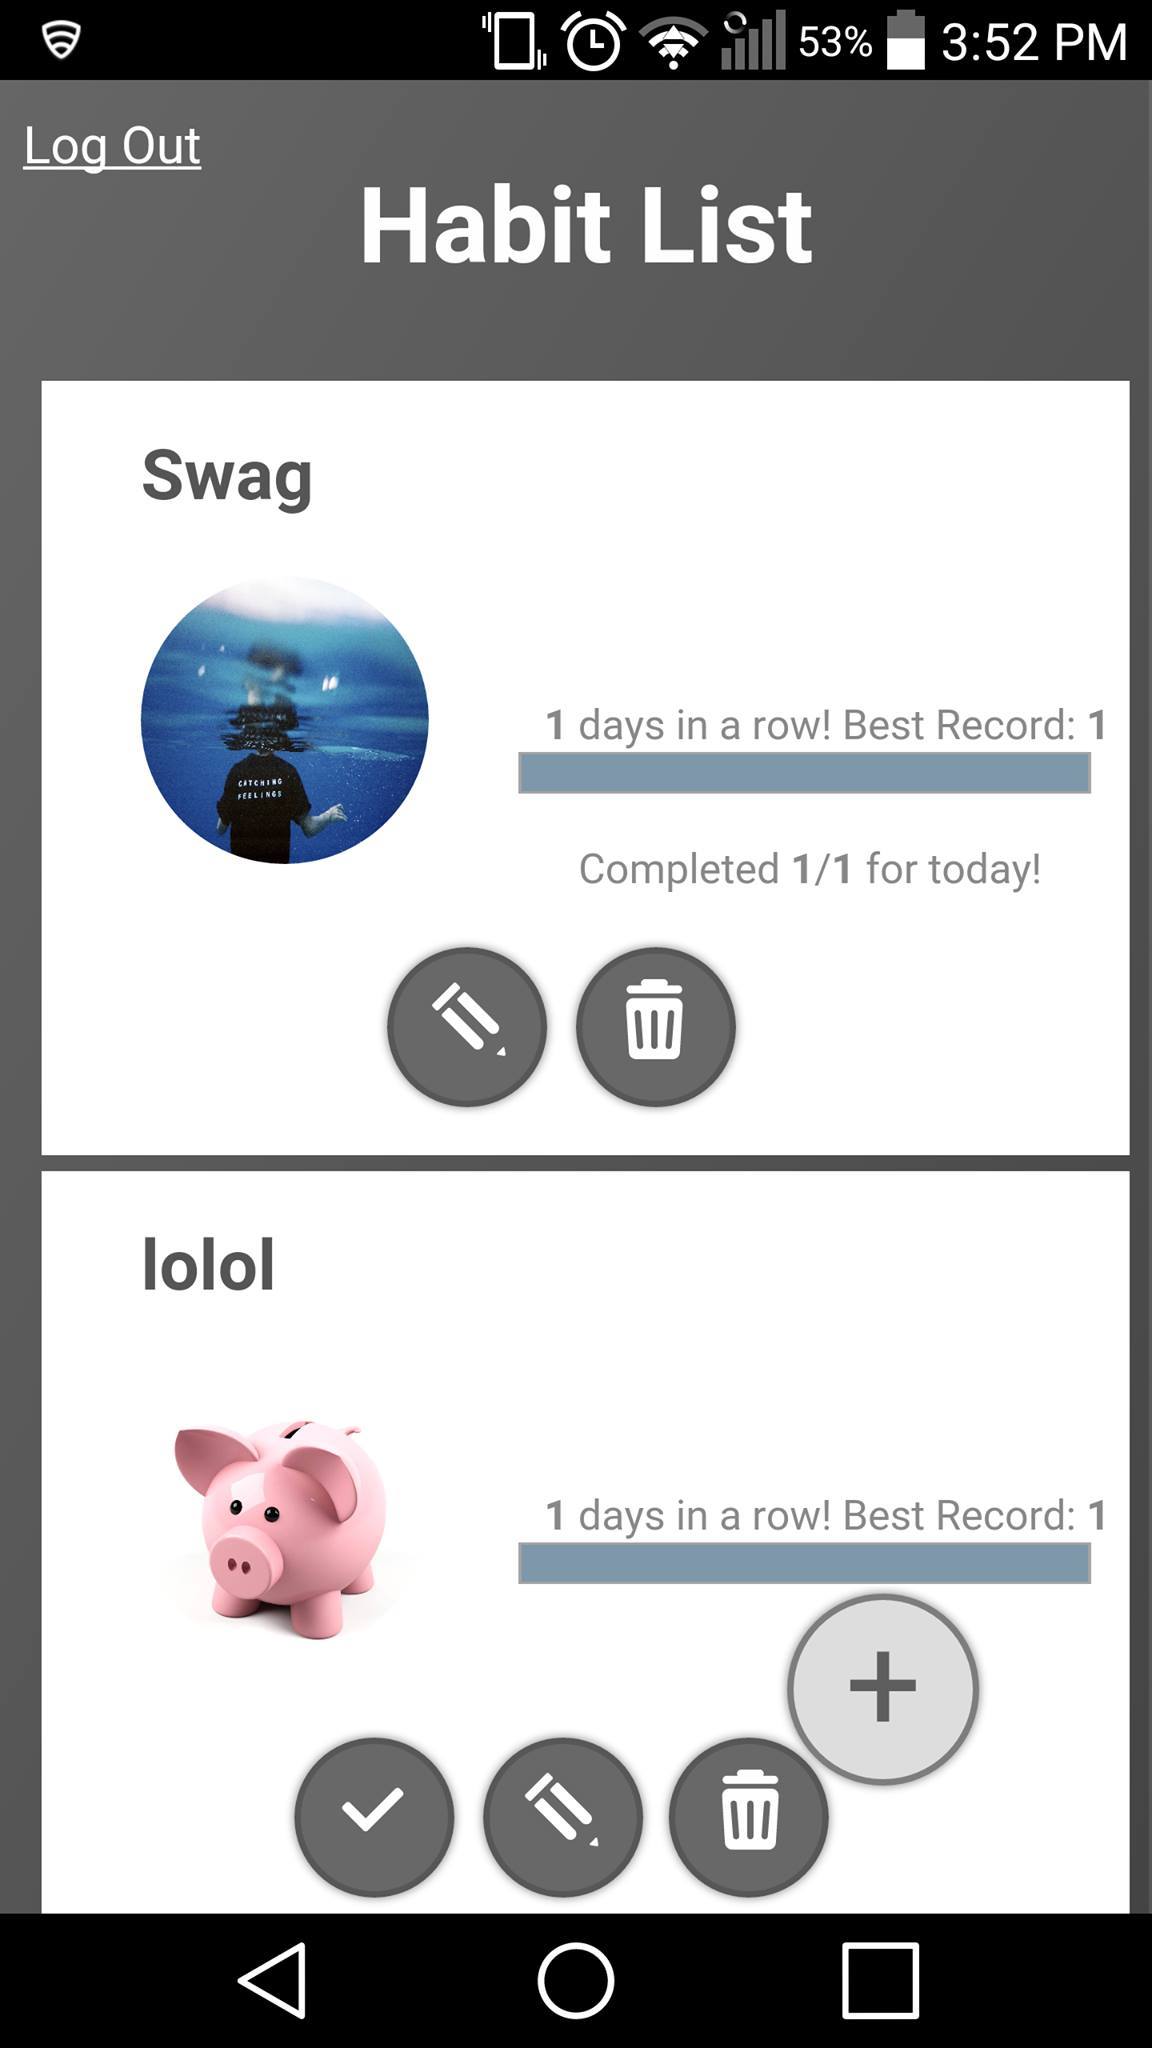 53% 3:52 PM
Log Out
Habit List
Swag
CATCHING
FEELINGS
1 days in a row! Best Record: 1
Completed 1/1 for today!
lolol
1 days in a row! Best Record: 1